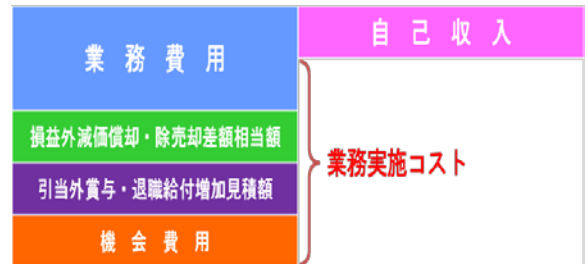 業務費用
自己収入
損益外減価償却・除売却差額相当額
引当外賞与・退職給付増加見積額
機会費用
業務実施コスト